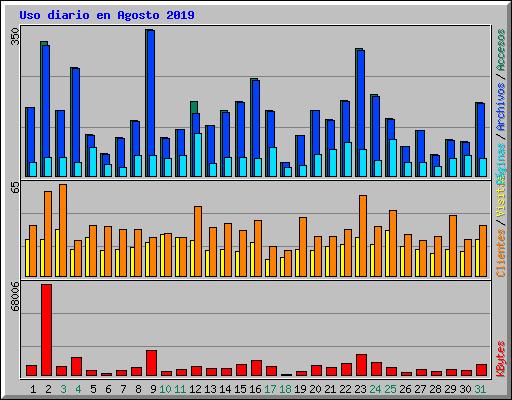 Uso diario en Agosto 2019
350
65
68006
Accesos
/ Archivos /
Páginas
Clientes / Visitas
KBytes
1 2 3 4 5 6 7 8 9 10 11 12 13 14 15 16 17 18 19 20 21 22 23 24 25 26 27 28 29 30 31